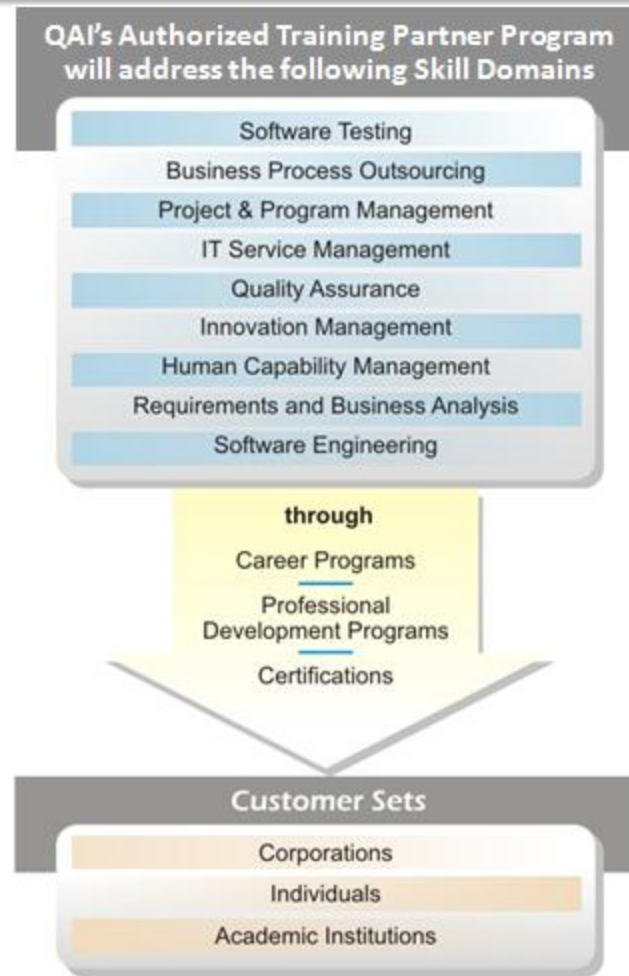 QAI's Authorized Training Partner Program
will address the following Skill Domains
Software Testing
Business Process Outsourcing
Project & Program Management
IT Service Management
Quality Assurance
Innovation Management
Human Capability Management
Requirements and Business Analysis
Software Engineering
through
Career Programs
Professional
Development Programs
Certifications
Customer Sets
Corporations
Individuals
Academic Institutions